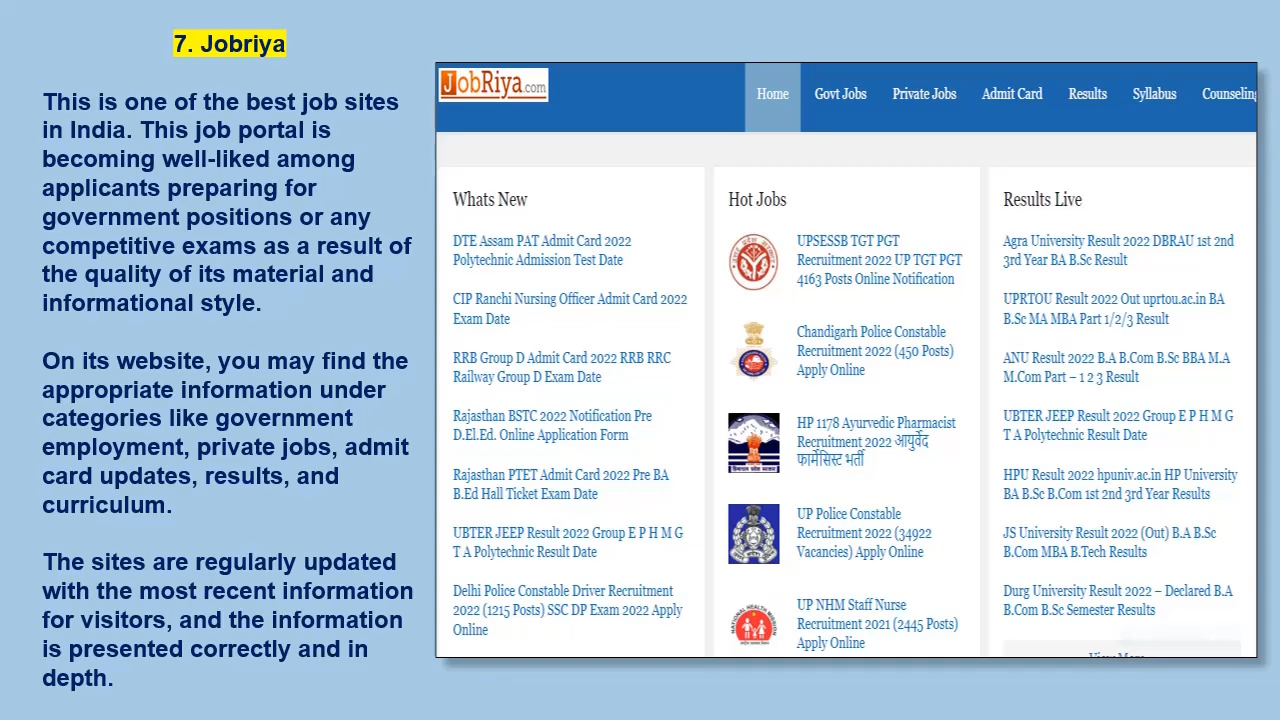 7. Jobriya
This is one of the best job sites
in India. This job portal is
becoming well-liked among
applicants preparing for
government positions or any
competitive exams as a result of
the quality of its material and
informational style.
On its website, you may find the
appropriate information under
categories like government
employment, private jobs, admit
card updates, results, and
curriculum.
The sites are regularly updated
with the most recent information
for visitors, and the information
is presented correctly and in
depth.
JobRiya.com
Home Govt Jobs Private Jobs Admit Card Results Syllabus Counseling
Whats New
DTE Assam PAT Admit Card 2022
Polytechnic Admission Test Date
CIP Ranchi Nursing Officer Admit Card 2022
Exam Date
RRB Group D Admit Card 2022 RRB RRC
Railway Group D Exam Date
Rajasthan BSTC 2022 Notification Pre
D.El.Ed. Online Application Form
Rajasthan PTET Admit Card 2022 Pre BA
B.Ed Hall Ticket Exam Date
UBTER JEEP Result 2022 Group E P H M G
T A Polytechnic Result Date
Delhi Police Constable Driver Recruitment
2022 (1215 Posts) SSC DP Exam 2022 Apply
Online
Hot Jobs
UPSESSB TGT PGT
Recruitment 2022 UP TGT PGT
4163 Posts Online Notification
Chandigarh Police Constable
Recruitment 2022 (450 Posts)
Apply Online
HP 1178 Ayurvedic Pharmacist
Recruitment 2022 आयुर्वेद
फार्मेसिस्ट भर्ती
UP Police Constable
Recruitment 2022 (34922
Vacancies) Apply Online
NATIONAL HEALTH MISSION
UP NHM Staff Nurse
Recruitment 2021 (2445 Posts)
Apply Online
Results Live
Agra University Result 2022 DBRAU 1st 2nd
3rd Year BA B.Sc Result
UPRTOU Result 2022 Out uprtou.ac.in BA
B.Sc MA MBA Part 1/2/3 Result
ANU Result 2022 B.A B.Com B.Sc BBA M.A
M.Com Part – 1 2 3 Result
UBTER JEEP Result 2022 Group E P H M G
T A Polytechnic Result Date
HPU Result 2022 hpuniv.ac.in HP University
BA B.Sc B.Com 1st 2nd 3rd Year Results
JS University Result 2022 (Out) B.A B.Sc
B.Com MBA B.Tech Results
Durg University Result 2022 – Declared B.A
B.Com B.Sc Semester Results
View More